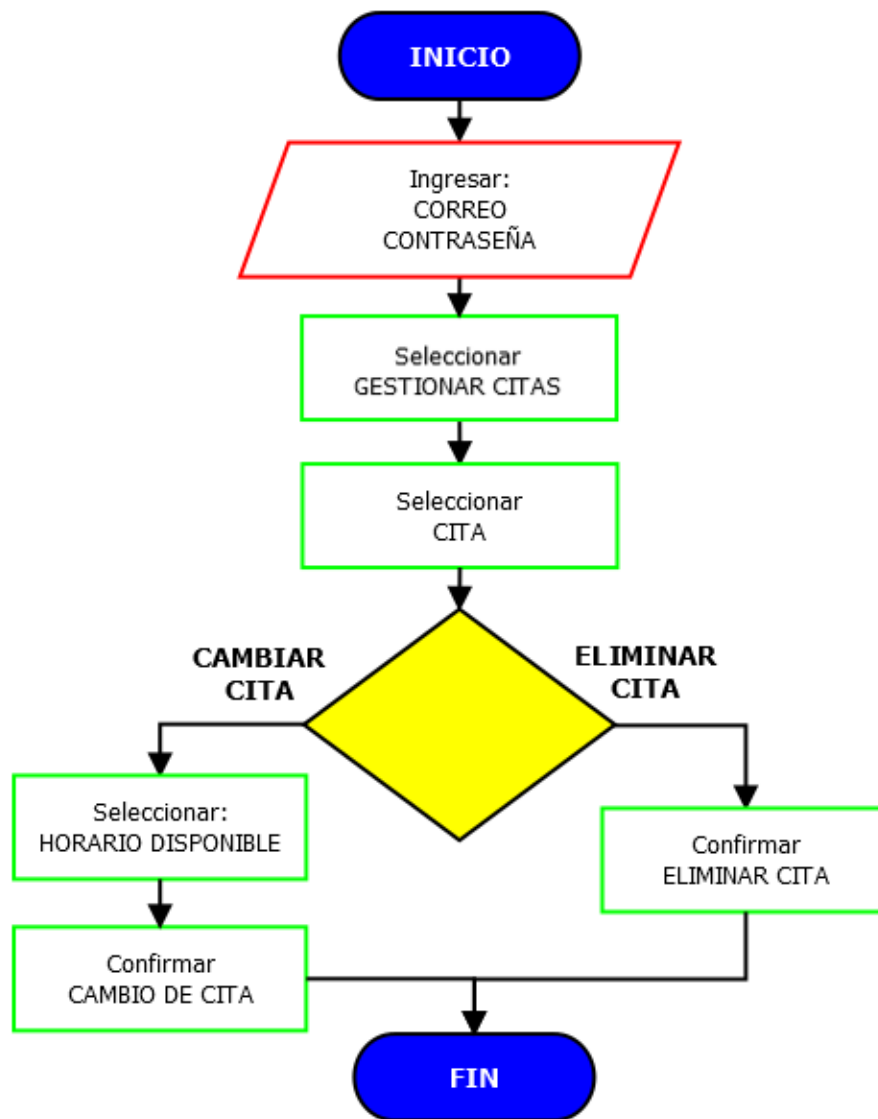 INICIO
Ingresar:
CORREO
CONTRASEÑA
Seleccionar
GESTIONAR CITAS
Seleccionar
CITA
CAMBIAR
CITA
ELIMINAR
CITA
Seleccionar:
HORARIO DISPONIBLE
Confirmar
ELIMINAR CITA
Confirmar
CAMBIO DE CITA
FIN